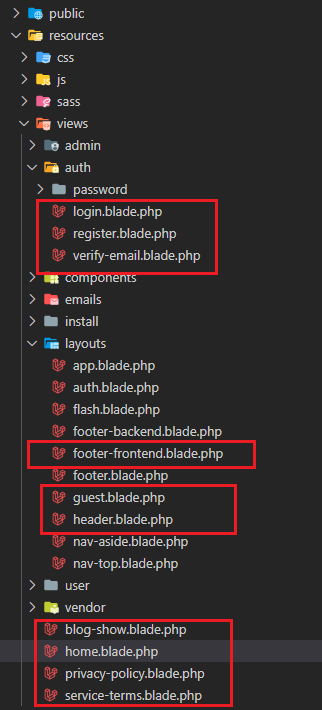 public
resources
css
js
sass
views
admin
auth
password
login.blade.php
register.blade.php
verify-email.blade.php
components
emails
install
layouts
app.blade.php
auth.blade.php
flash.blade.php
footer-backend.blade.php
footer-frontend.blade.php
footer.blade.php
guest.blade.php
header.blade.php
nav-aside.blade.php
nav-top.blade.php
user
vendor
blog-show.blade.php
home.blade.php
privacy-policy.blade.php
service-terms.blade.php